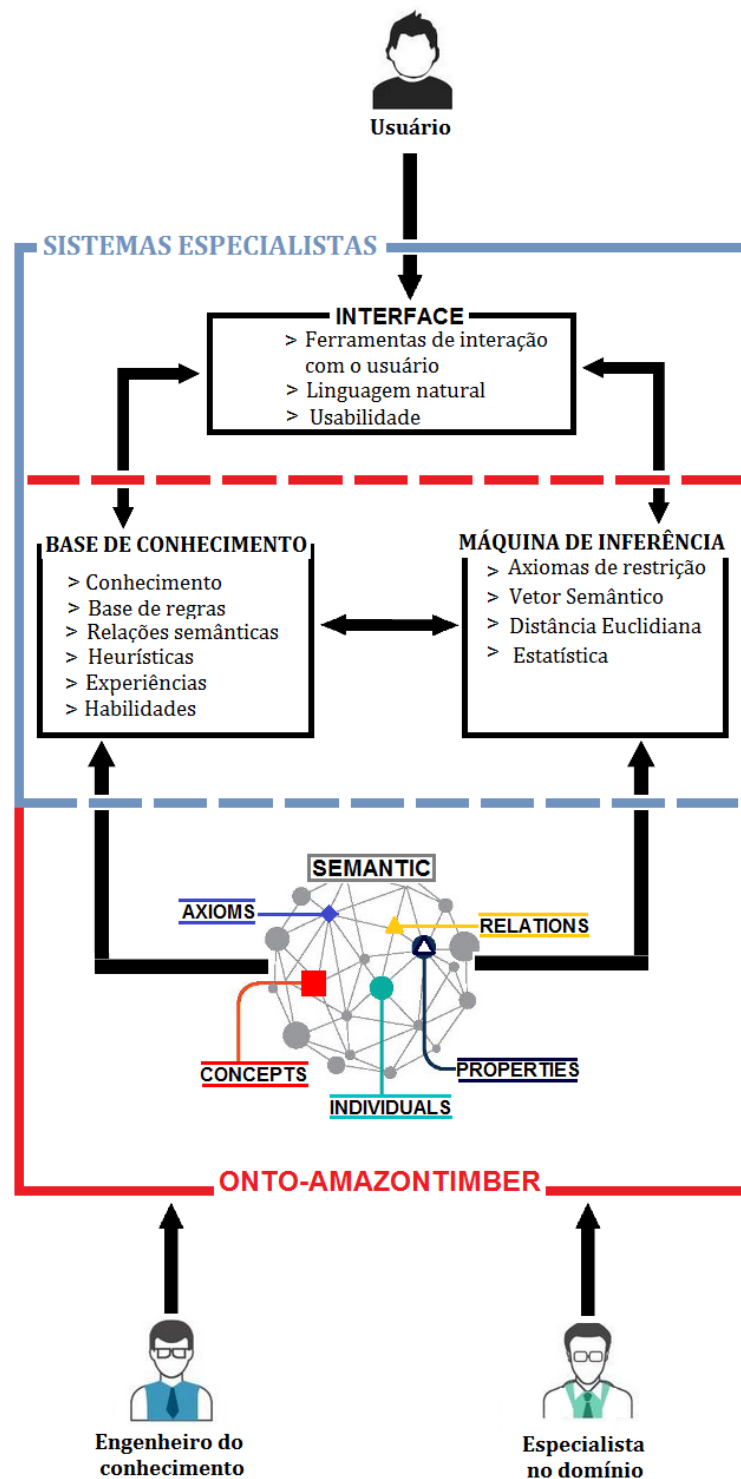 Usuário
SISTEMAS ESPECIALISTAS
INTERFACE
> Ferramentas de interação
com o usuário
> Linguagem natural
> Usabilidade
BASE DE CONHECIMENTO
> Conhecimento
> Base de regras
> Relações semânticas
> Heurísticas
> Experiências
> Habilidades
MÁQUINA DE INFERÊNCIA
> Axiomas de restrição
> Vetor Semântico
> Distância Euclidiana
> Estatística
SEMANTIC
AXIOMS
RELATIONS
CONCEPTS
PROPERTIES
INDIVIDUALS
ONTO-AMAZONTIMBER
Engenheiro do
conhecimento
Especialista
no domínio